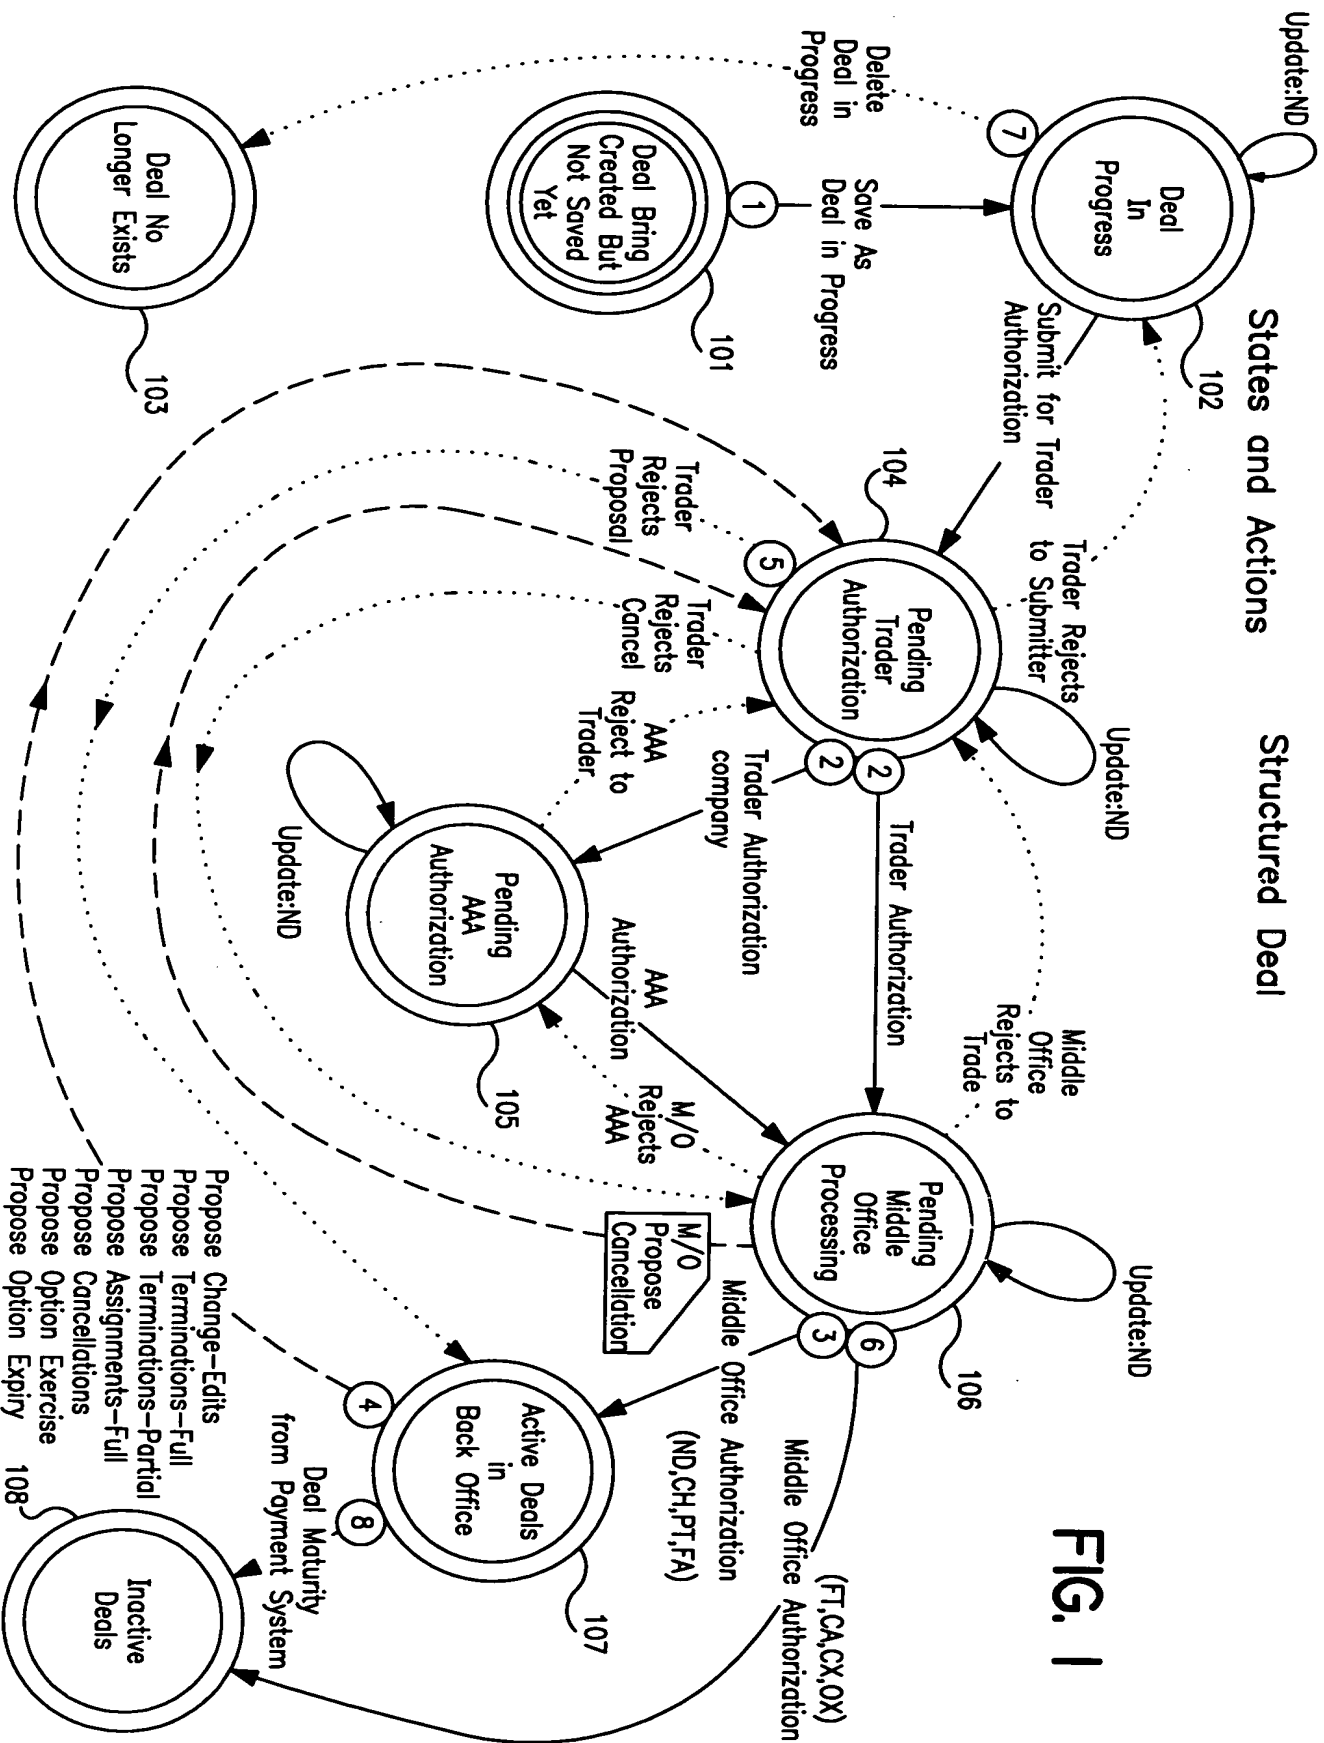 States and Actions
Structured Deal
FIG. 1
Update:ND
Deal
In
Progress
102
7
Delete
Deal in
Progress
Save As
Deal in Progress
1
Deal Bring
Created But
Not Saved
Yet
101
Deal No
Longer Exists
103
Submit for Trader
Authorization
Trader Rejects
to Submitter
104
Pending
Trader
Authorization
Update:ND
5
2
2
Trader
Rejects
Proposal
Trader
Rejects
Cancel
AAA
Reject to
Trader
Trader Authorization
company
Trader Authorization
Middle
Office
Rejects to
Trade
Pending
AAA
Authorization
105
Update:ND
AAA
Authorization
M/O
Rejects
AAA
Pending
Middle
Office
Processing
106
Update:ND
6
3
M/O
Propose
Cancellation
Middle Office Authorization
(ND,CH,PT,FA)
(FT,CA,CX,OX)
Middle Office Authorization
Active Deals
in
Back Office
107
4
8
Deal Maturity
from Payment System
Propose Change-Edits
Propose Terminations-Full
Propose Terminations-Partial
Propose Assignments-Full
Propose Cancellations
Propose Option Exercise
Propose Option Expiry
108
Inactive
Deals